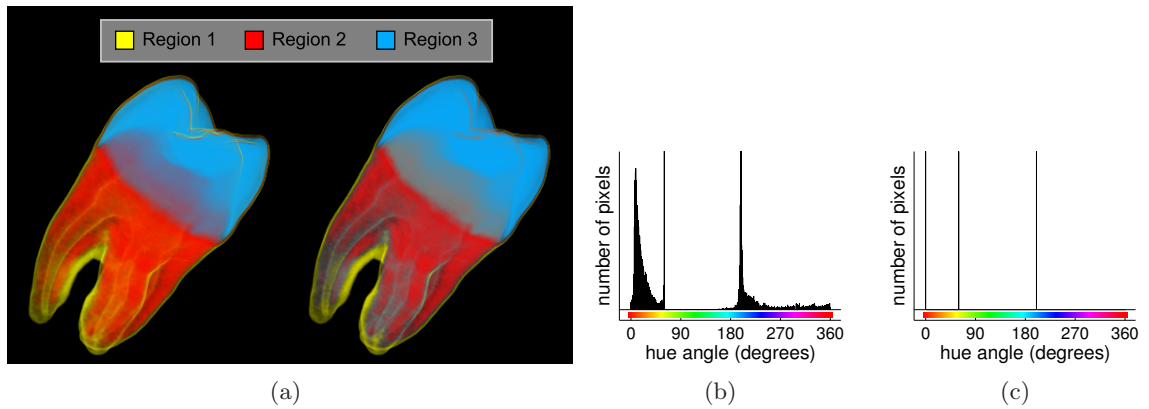 Region 1 Region 2 Region 3
number of pixels
0 90 180 270 360
hue angle (degrees)
number of pixels
0 90 180 270 360
hue angle (degrees)
(a) (b) (c)